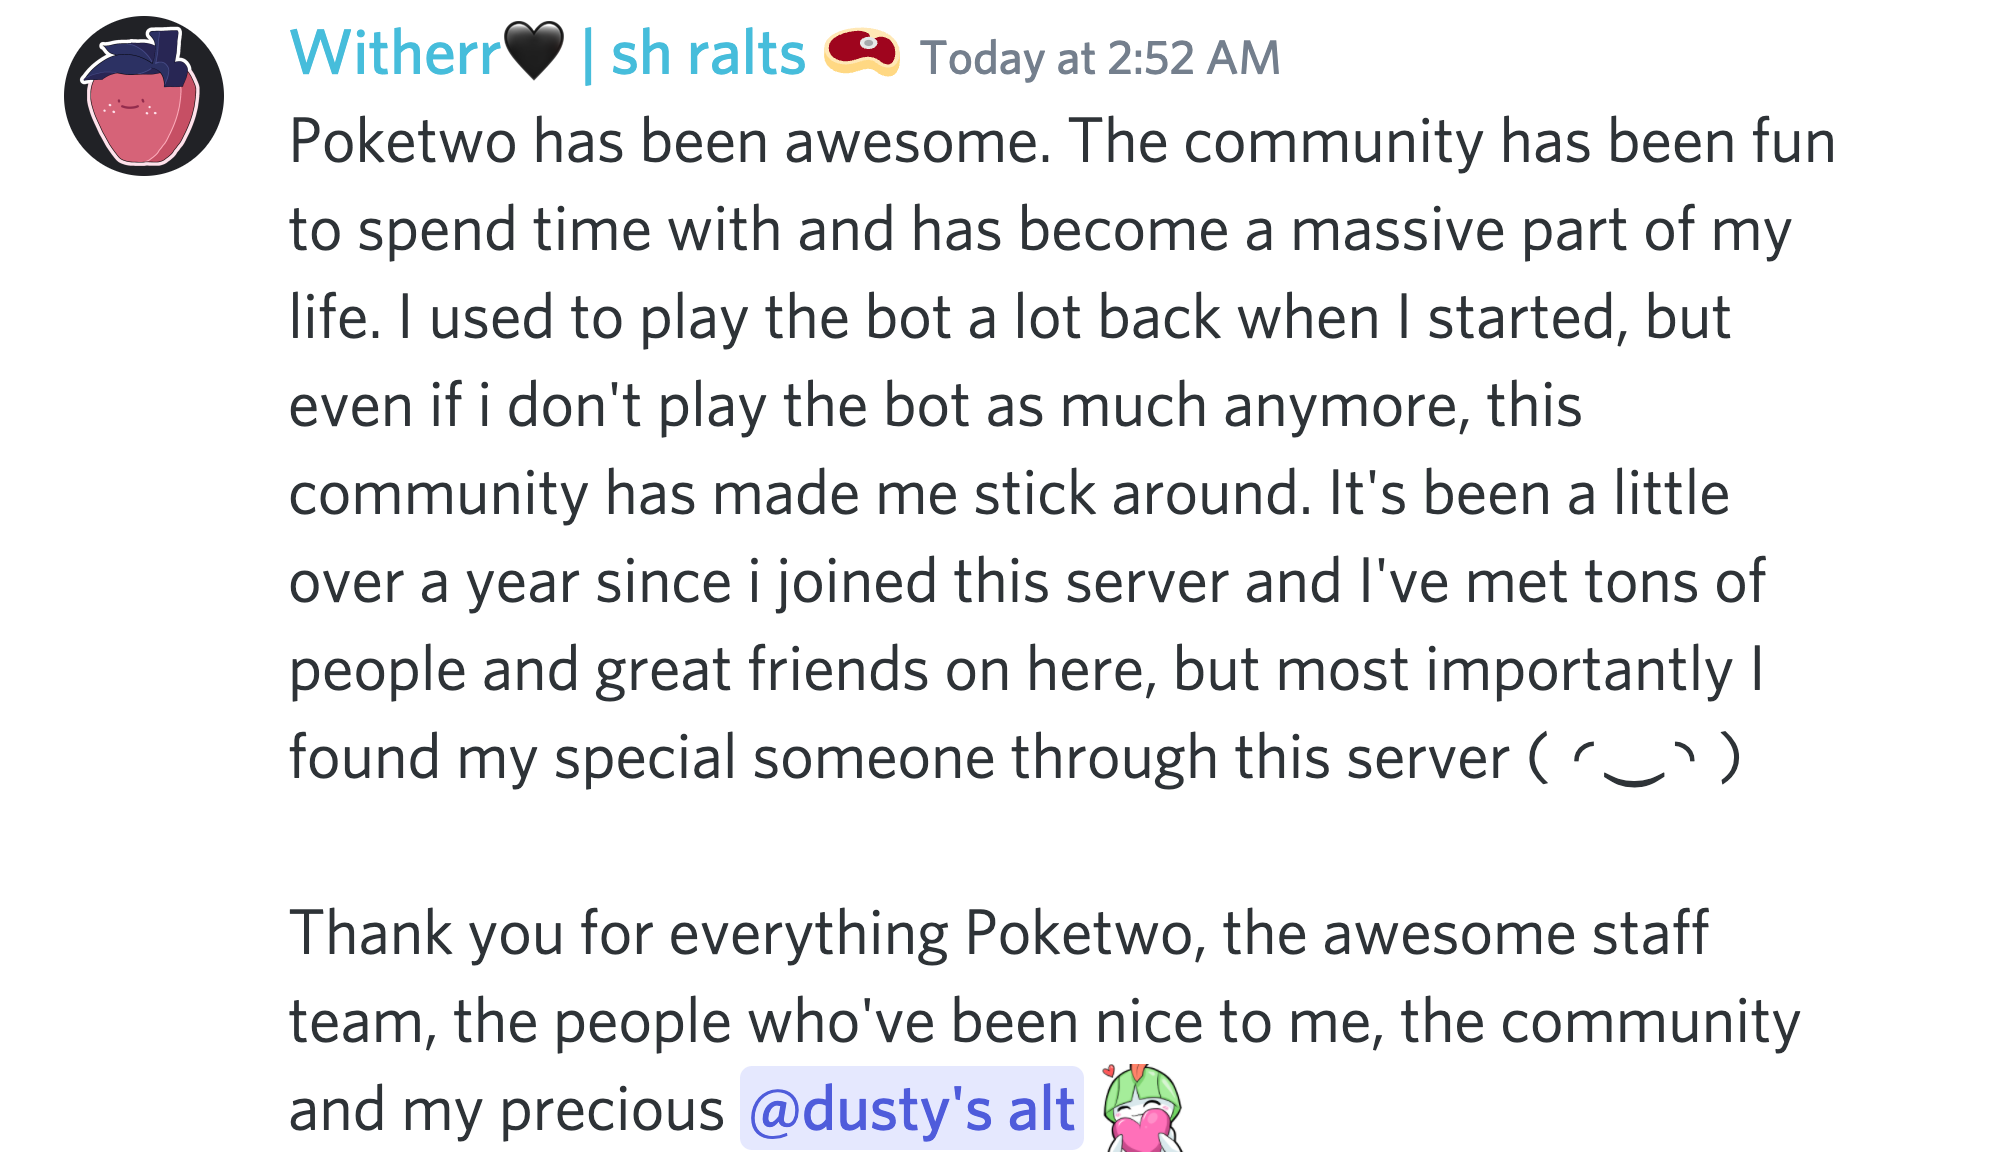 Witherr🖤 | sh ralts 🥩 Today at 2:52 AM
Poketwo has been awesome. The community has been fun
to spend time with and has become a massive part of my
life. I used to play the bot a lot back when I started, but
even if i don't play the bot as much anymore, this
community has made me stick around. It's been a little
over a year since i joined this server and I've met tons of
people and great friends on here, but most importantly I
found my special someone through this server ( ◜‿◝ )
Thank you for everything Poketwo, the awesome staff
team, the people who've been nice to me, the community
and my precious @dusty's alt